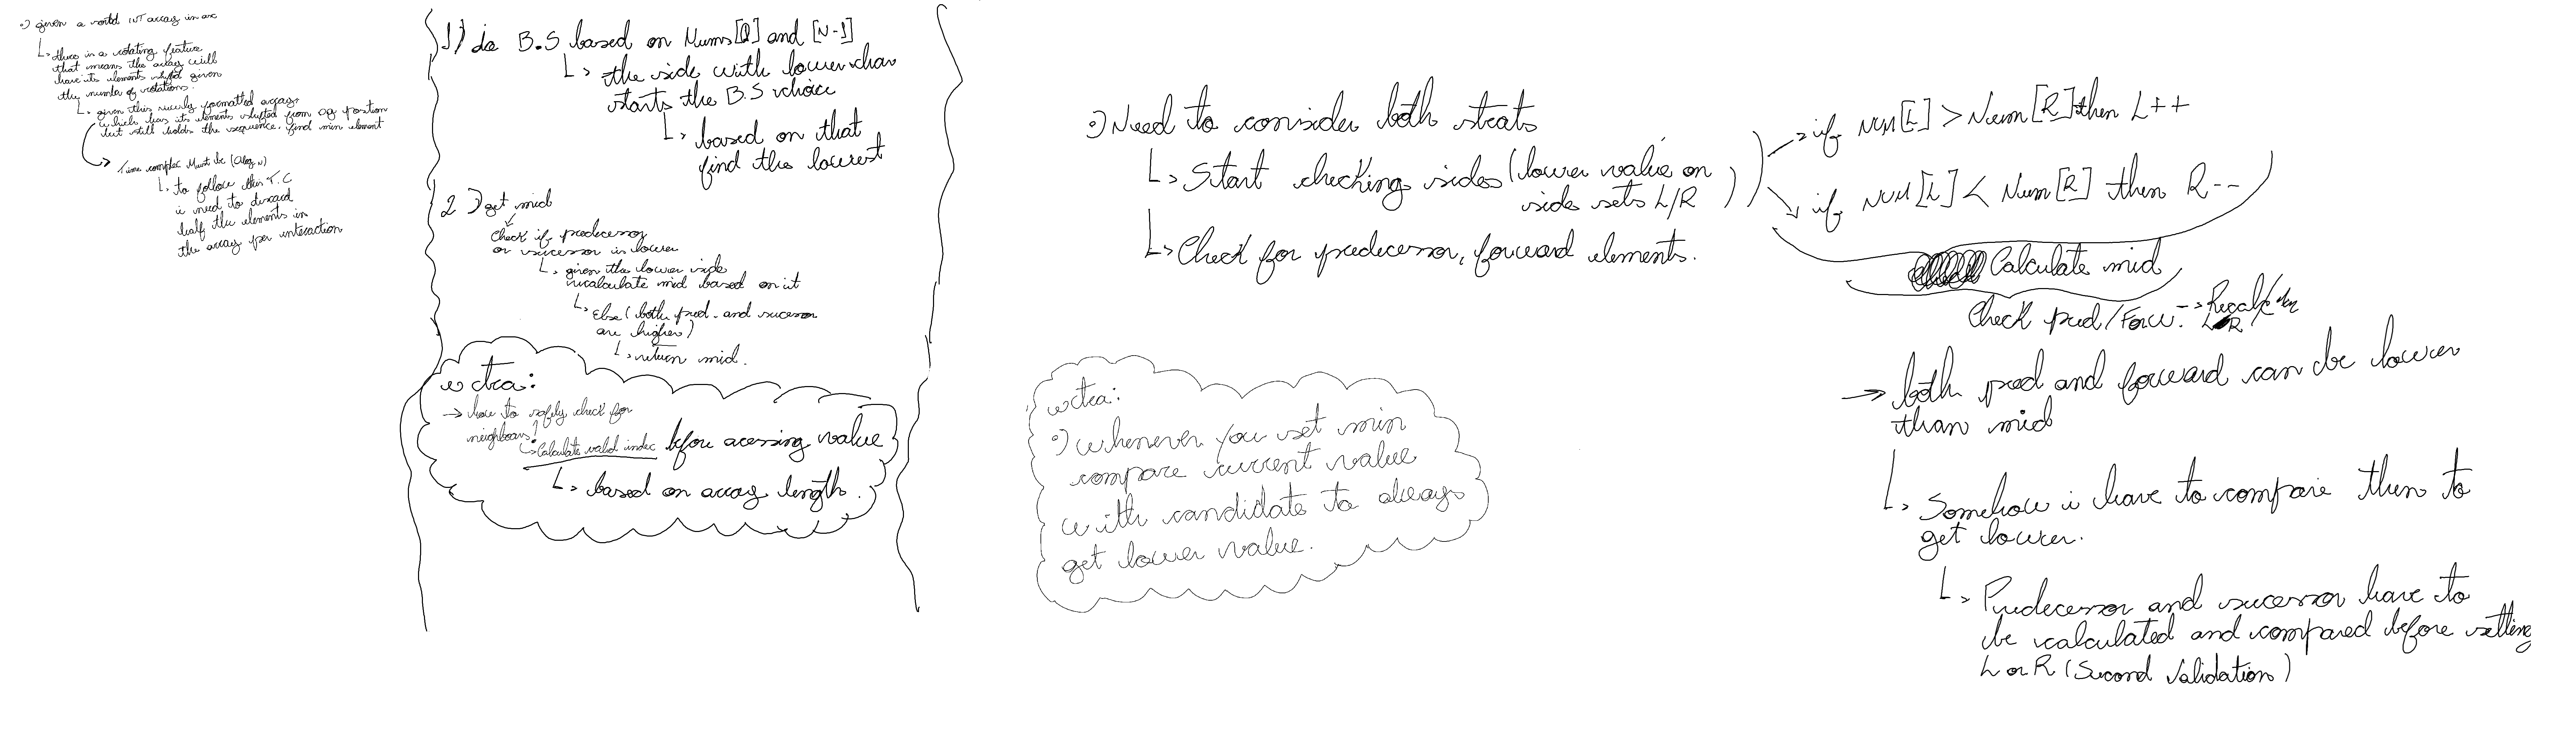 •) given a sorted INT array in asc
↳ there is a rotating feature
that means the array will
have its elements shifted given
the number of rotations.
↳ given this newly formatted array,
which has its elements shifted from OG position
but still holds the sequence, find min element
↳ Time complex Must be (O log n)
↳ to follow this T.C
i need to discard
half the elements in
the array per interaction
1) do B.S based on Nums[0] and [N-1]
↳ the side with lower char
starts the B.S choice
↳ based on that
find the lowest
2) get mid
Check if predecessor
or sucessor is lower
↳ given the lower side
recalculate mid based on it
↳ Else (both pred. and sucessor
are higher)
↳ return mid.
extra:
→ how to safely check for
neighboars?
↳ Calculate valid index before acessing value
↳ based on array length.
•) Need to consider both strats
↳ Start checking sides (lower value on
side sets L/R)
↳ Check for predecessor, forward elements.
extra:
•) Whenever you set min
compare current value
with candidate to always
get lower value.
→ if Num[L] > Num[R] then L++
→ if Num[L] < Num[R] then R--
Calculate mid
Check pred/Forw. →
L R
→ both pred and forward can be lower
than mid
↳ Somehow i have to compare then to
get lower.
↳ Predecessor and sucessor have to
be calculated and compared before setting
L or R (Second Validation)